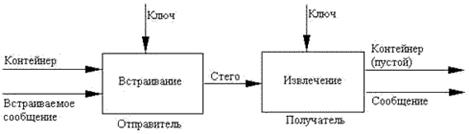 Ключ
Ключ
Контейнер
Встраиваемое
сообщение
Встраивание
Отправитель
Стего
Извлечение
Получатель
Контейнер
(пустой)
Сообщение